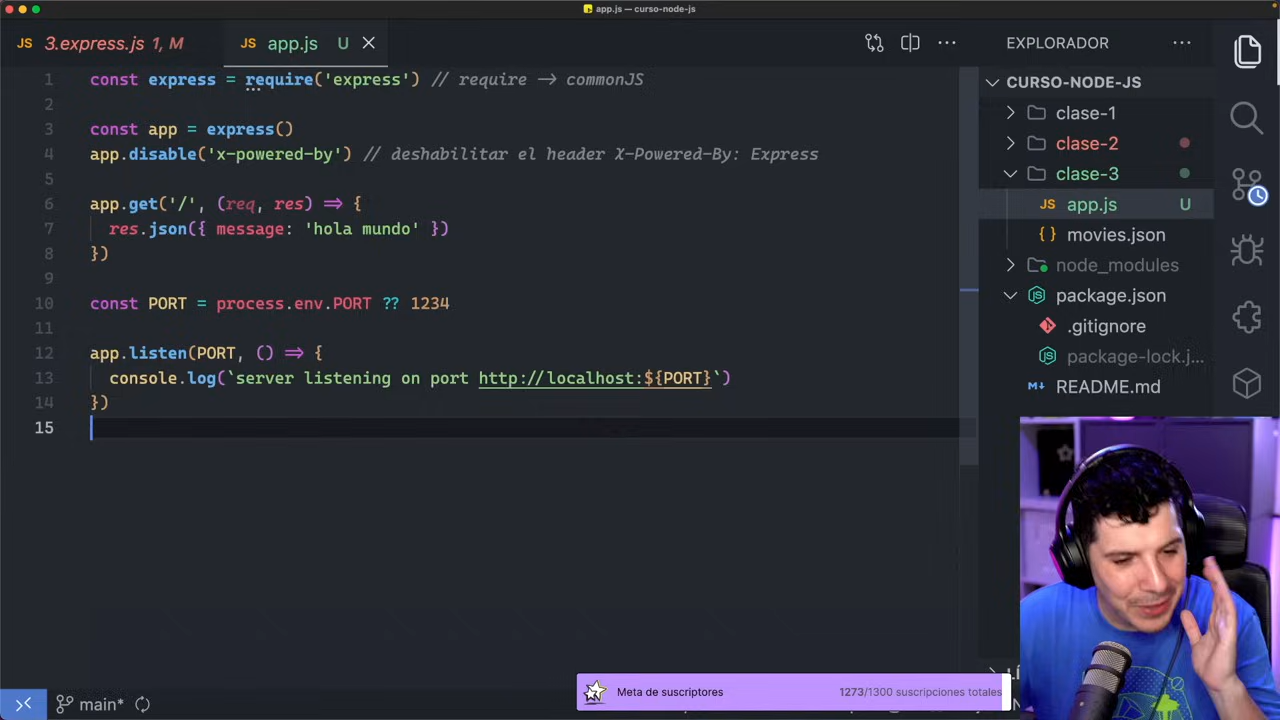 app.js — curso-node-js
JS 3.express.js 1, M
JS app.js U
1 const express = require('express') // require -> commonJS
2
3 const app = express()
4 app.disable('x-powered-by') // deshabilitar el header X-Powered-By: Express
5
6 app.get('/', (req, res) => {
7 res.json({ message: 'hola mundo' })
8 })
9
10 const PORT = process.env.PORT ?? 1234
11
12 app.listen(PORT, () => {
13 console.log(`server listening on port http://localhost:${PORT}`)
14 })
15
EXPLORADOR
CURSO-NODE-JS
clase-1
clase-2
clase-3
JS app.js U
{} movies.json
node_modules
package.json
.gitignore
package-lock.j...
README.md
main*
Meta de suscriptores 1273/1300 suscripciones totales